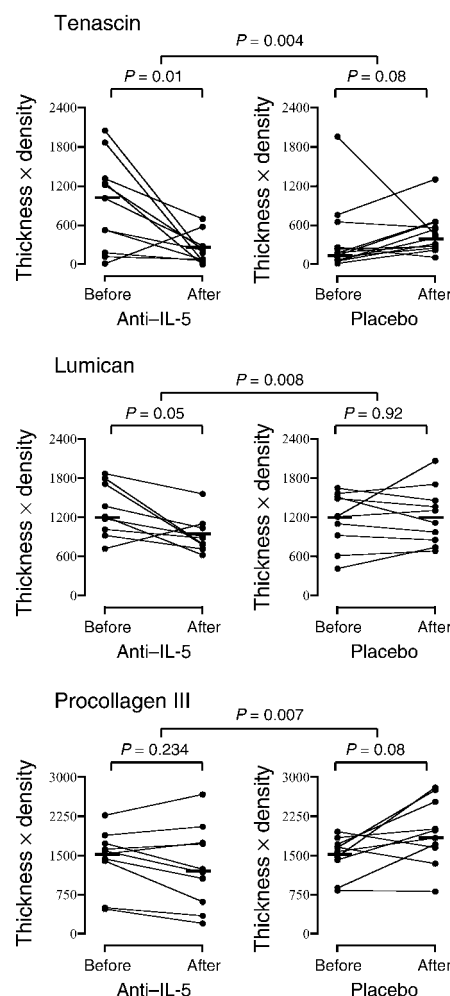 Tenascin
P = 0.004
P = 0.01
P = 0.08
Thickness × density
2400
1800
1200
600
0
Before After
Anti–IL-5
Thickness × density
2400
1800
1200
600
0
Before After
Placebo
Lumican
P = 0.008
P = 0.05
P = 0.92
Thickness × density
2400
1800
1200
600
0
Before After
Anti–IL-5
Thickness × density
2400
1800
1200
600
0
Before After
Placebo
Procollagen III
P = 0.007
P = 0.234
P = 0.08
Thickness × density
3000
2250
1500
750
0
Before After
Anti–IL-5
Thickness × density
3000
2250
1500
750
0
Before After
Placebo